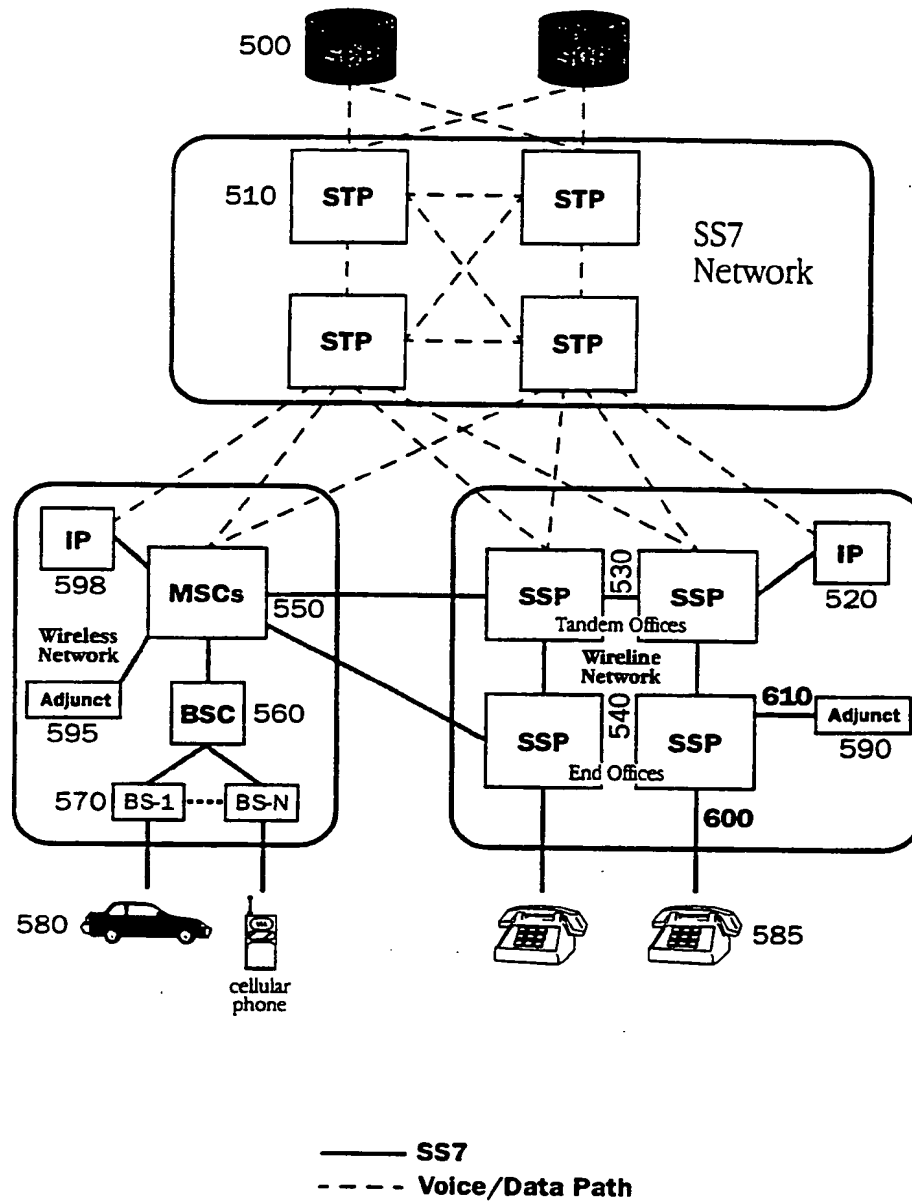 500
510
STP
STP
SS7
Network
STP
STP
IP
598
MSCs
550
Wireless
Network
Adjunct
595
BSC
560
570
BS-1
BS-N
SSP
530
SSP
Tandem Offices
IP
520
Wireline
Network
SSP
540
SSP
End Offices
610
Adjunct
590
600
580
cellular
phone
585
SS7
Voice/Data Path